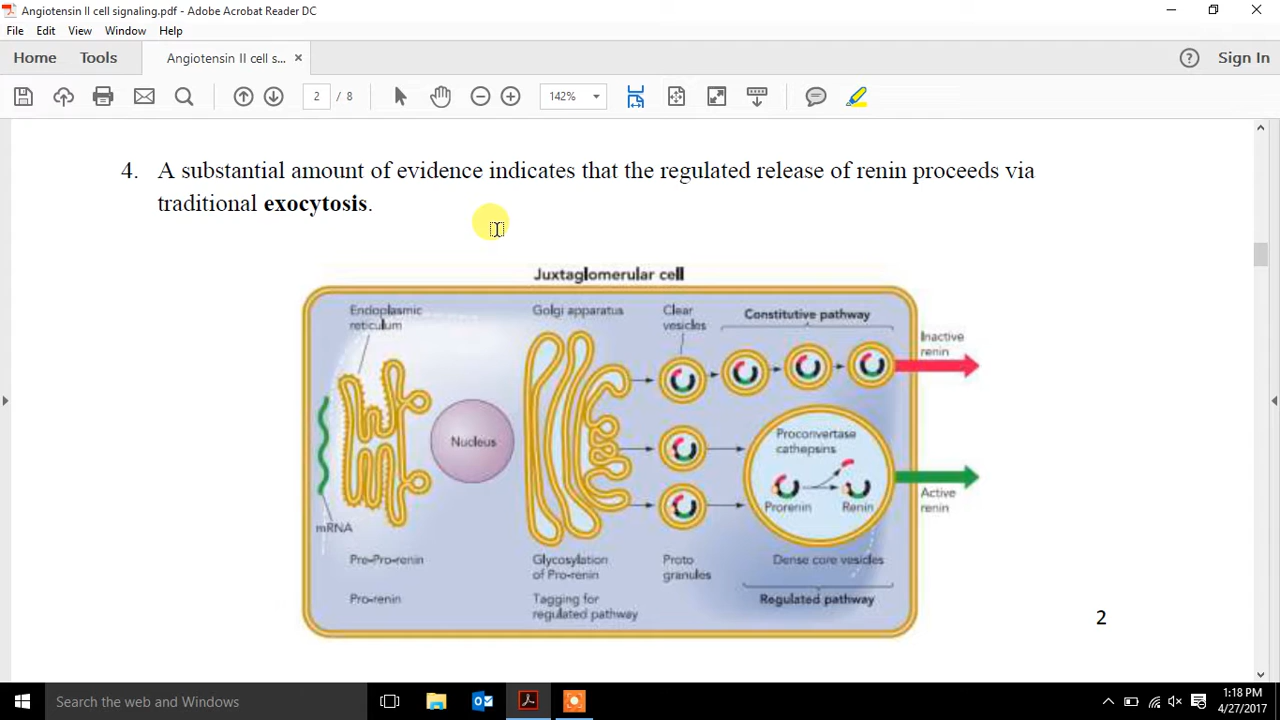 Angiotensin II cell signaling.pdf - Adobe Acrobat Reader DC
File Edit View Window Help
Home Tools Angiotensin II cell s... × ? Sign In
2 / 8 142%
4. A substantial amount of evidence indicates that the regulated release of renin proceeds via
traditional exocytosis.
Juxtaglomerular cell
Endoplasmic
reticulum
Golgi apparatus
Clear
vesicles
Constitutive pathway
Inactive
renin
Nucleus
Proconvertase
cathepsins
Prorenin Renin
Active
renin
mRNA
Pre-Pro-renin
Glycosylation
of Pro-renin
Proto
granules
Dense core vesicles
Pro-renin
Tagging for
regulated pathway
Regulated pathway
2
Search the web and Windows
1:18 PM
4/27/2017